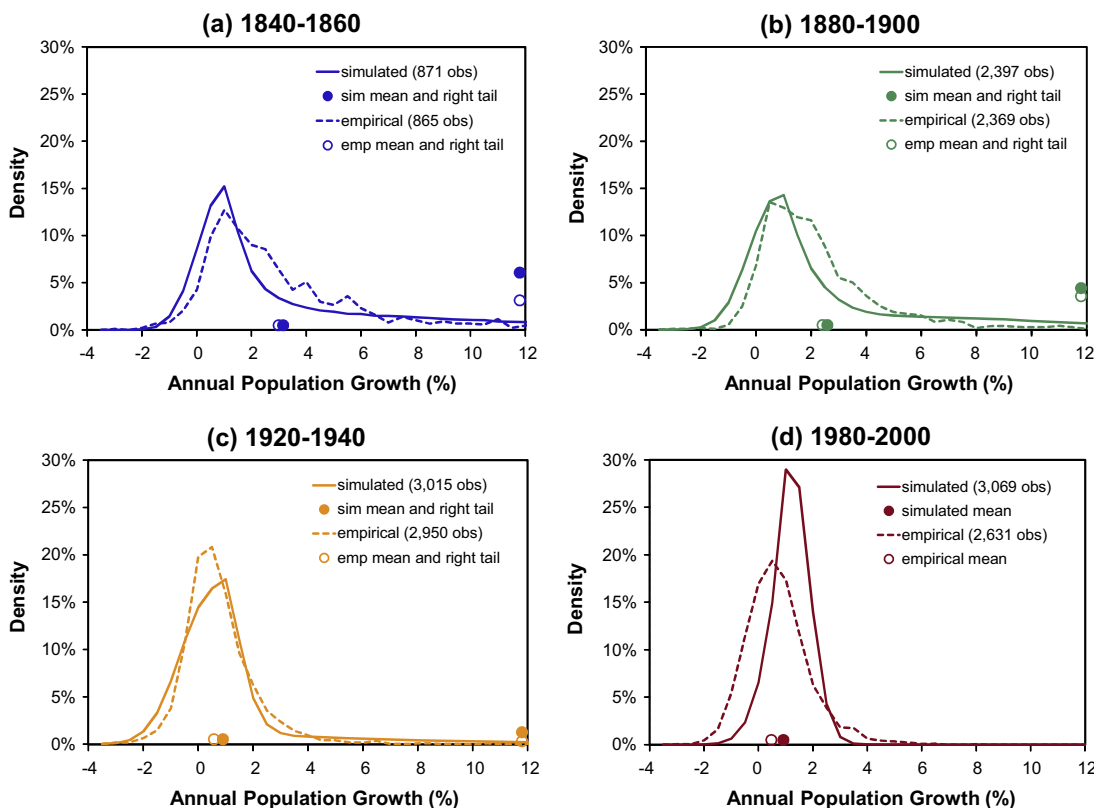 (a) 1840-1860
30%
25%
20%
15%
10%
5%
0%
Density
simulated (871 obs)
sim mean and right tail
empirical (865 obs)
emp mean and right tail
-4 -2 0 2 4 6 8 10 12
Annual Population Growth (%)
(b) 1880-1900
30%
25%
20%
15%
10%
5%
0%
Density
simulated (2,397 obs)
sim mean and right tail
empirical (2,369 obs)
emp mean and right tail
-4 -2 0 2 4 6 8 10 12
Annual Population Growth (%)
(c) 1920-1940
30%
25%
20%
15%
10%
5%
0%
Density
simulated (3,015 obs)
sim mean and right tail
empirical (2,950 obs)
emp mean and right tail
-4 -2 0 2 4 6 8 10 12
Annual Population Growth (%)
(d) 1980-2000
30%
25%
20%
15%
10%
5%
0%
Density
simulated (3,069 obs)
simulated mean
empirical (2,631 obs)
empirical mean
-4 -2 0 2 4 6 8 10 12
Annual Population Growth (%)